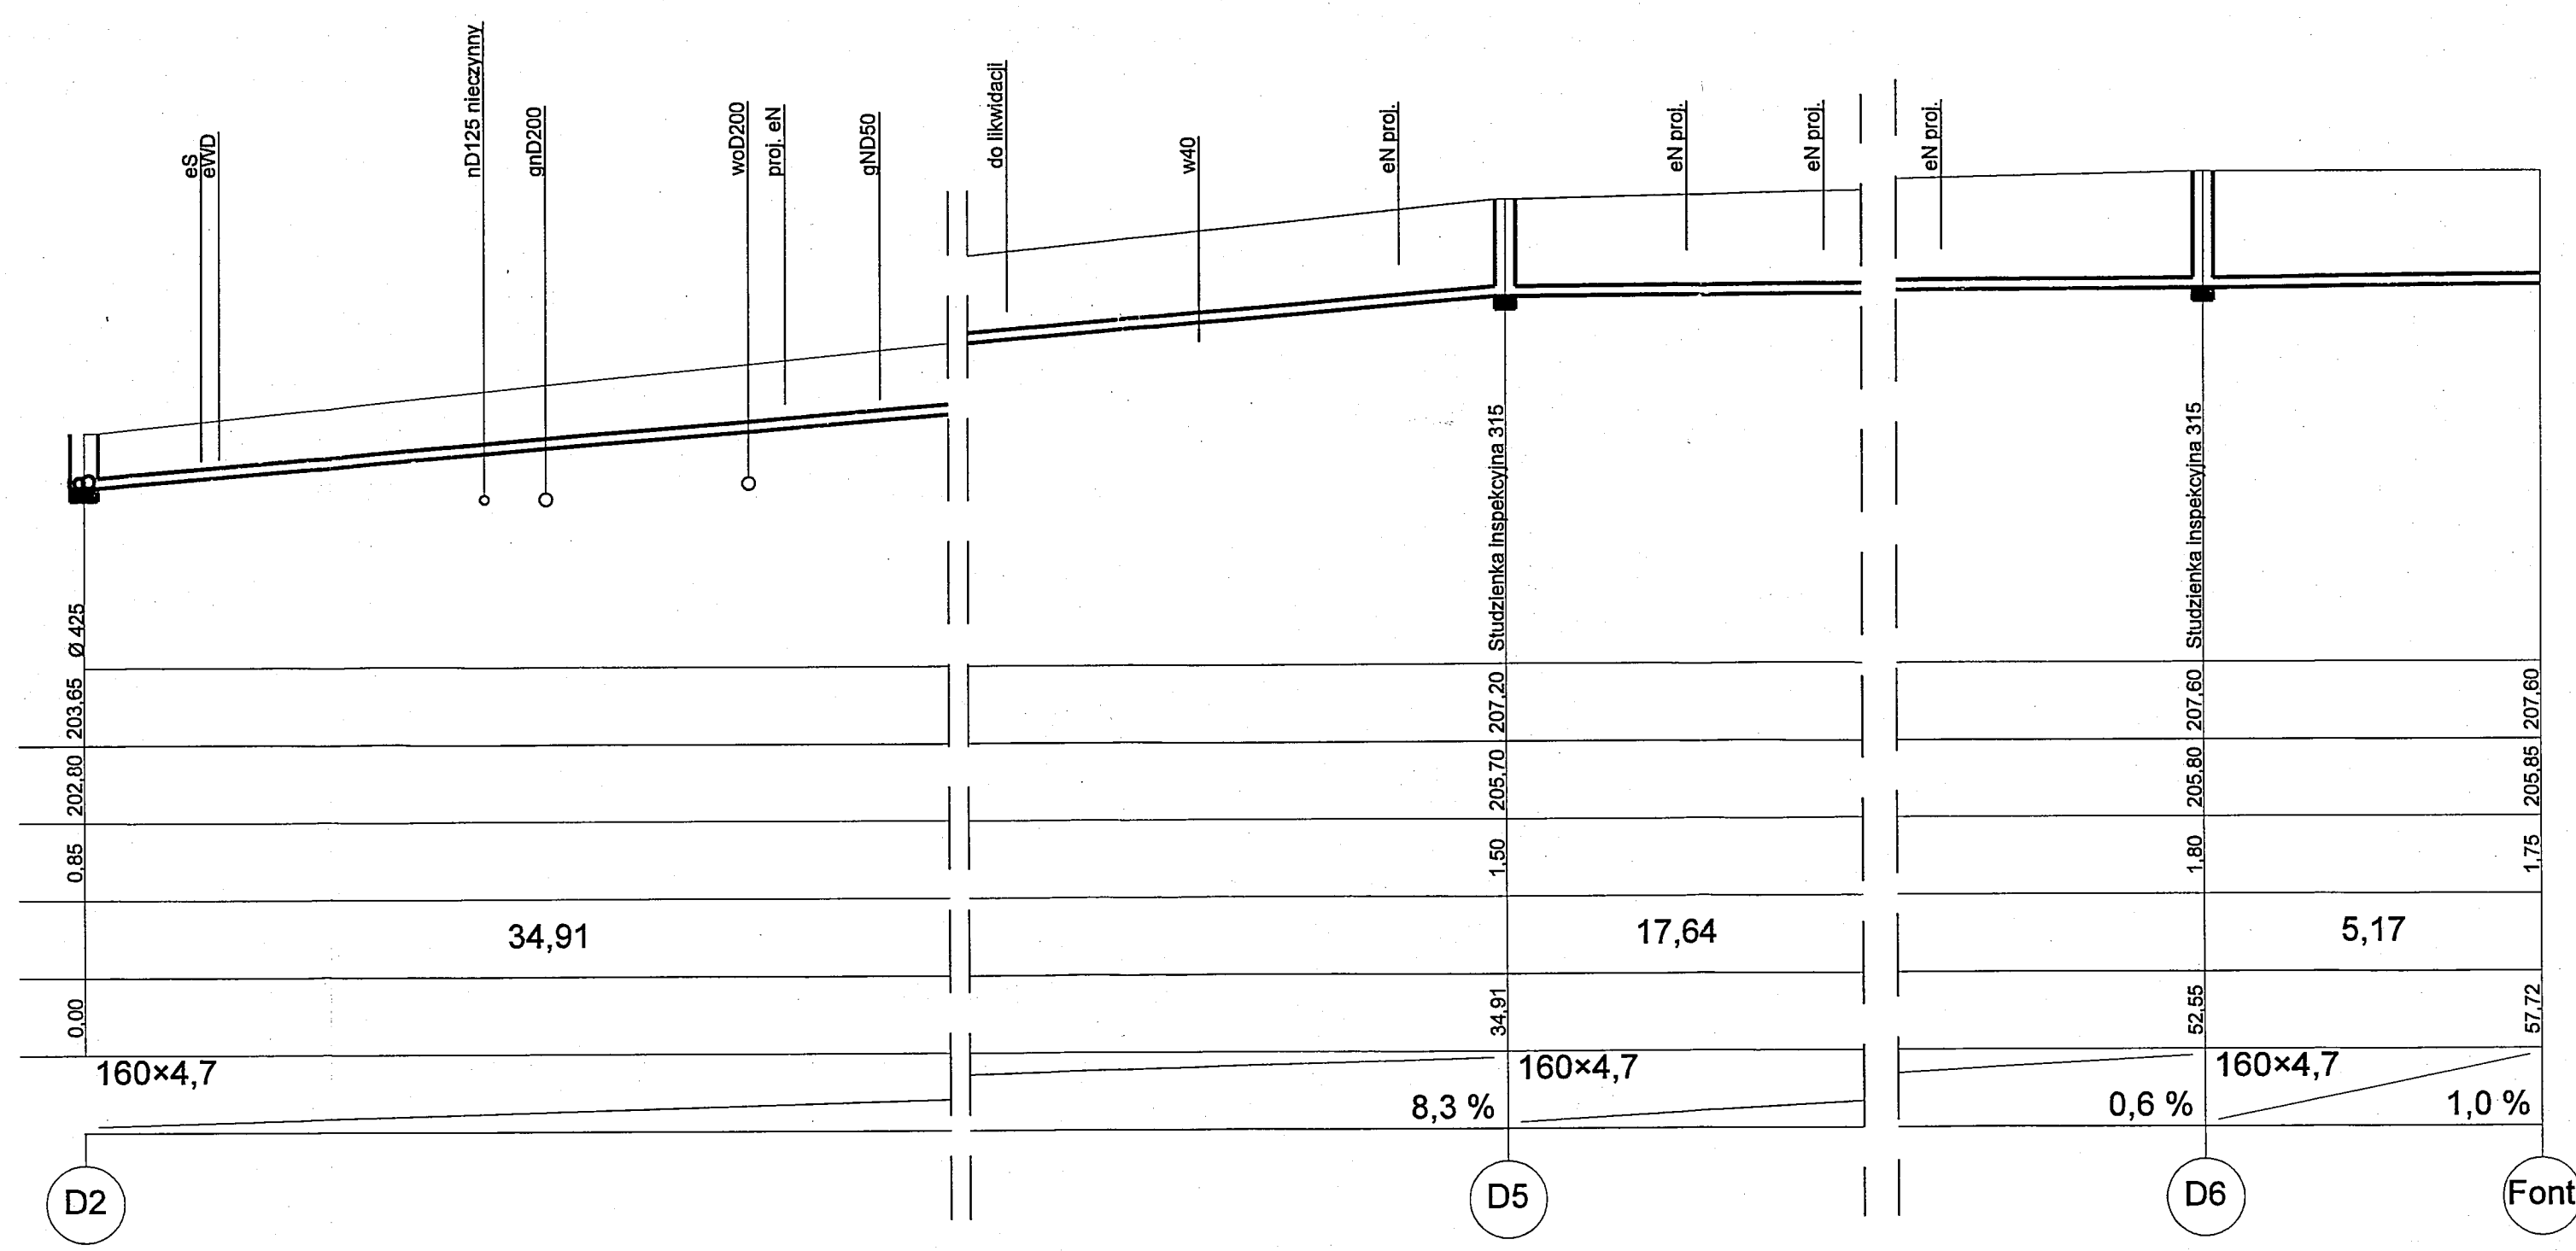 eS
eWD
nD125 nieczynny
gnD200
woD200
proj. eN
gND50
do likwidacji
w40
eN proj.
eN proj.
eN proj.
eN proj.
Ø 425
Studzienka inspekcyjna 315
Studzienka inspekcyjna 315
203,65
207,20
207,60
207,60
202,80
205,70
205,80
205,85
0,85
1,50
1,80
1,75
34,91
17,64
5,17
0,00
34,91
52,55
57,72
160×4,7
8,3 %
160×4,7
0,6 %
160×4,7
1,0 %
D2
D5
D6
Font